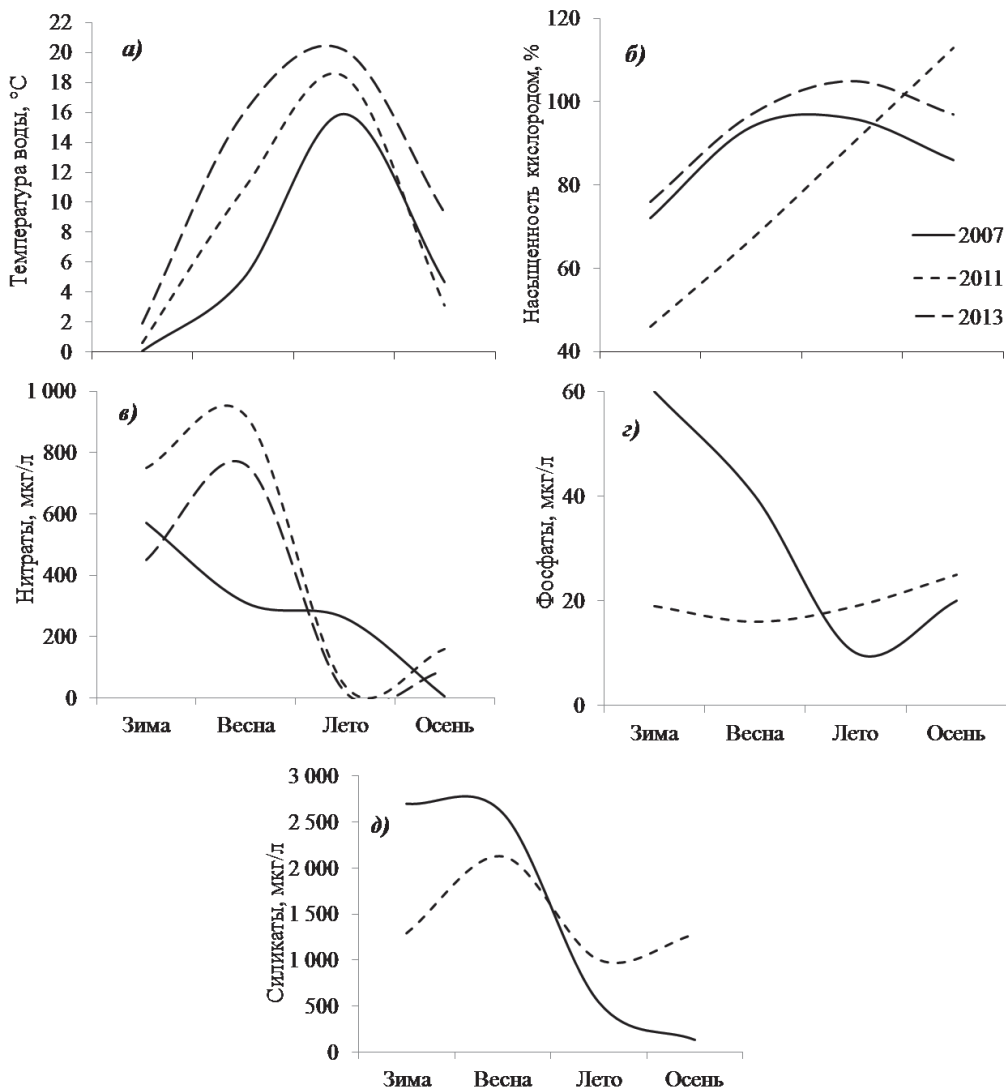 а)
Температура воды, °С
22
20
18
16
14
12
10
8
6
4
2
0
б)
Насыщенность кислородом, %
120
100
80
60
40
2007
2011
2013
в)
Нитраты, мкг/л
1 000
800
600
400
200
0
Зима Весна Лето Осень
г)
Фосфаты, мкг/л
60
40
20
0
Зима Весна Лето Осень
д)
Силикаты, мкг/л
3 000
2 500
2 000
1 500
1 000
500
0
Зима Весна Лето Осень